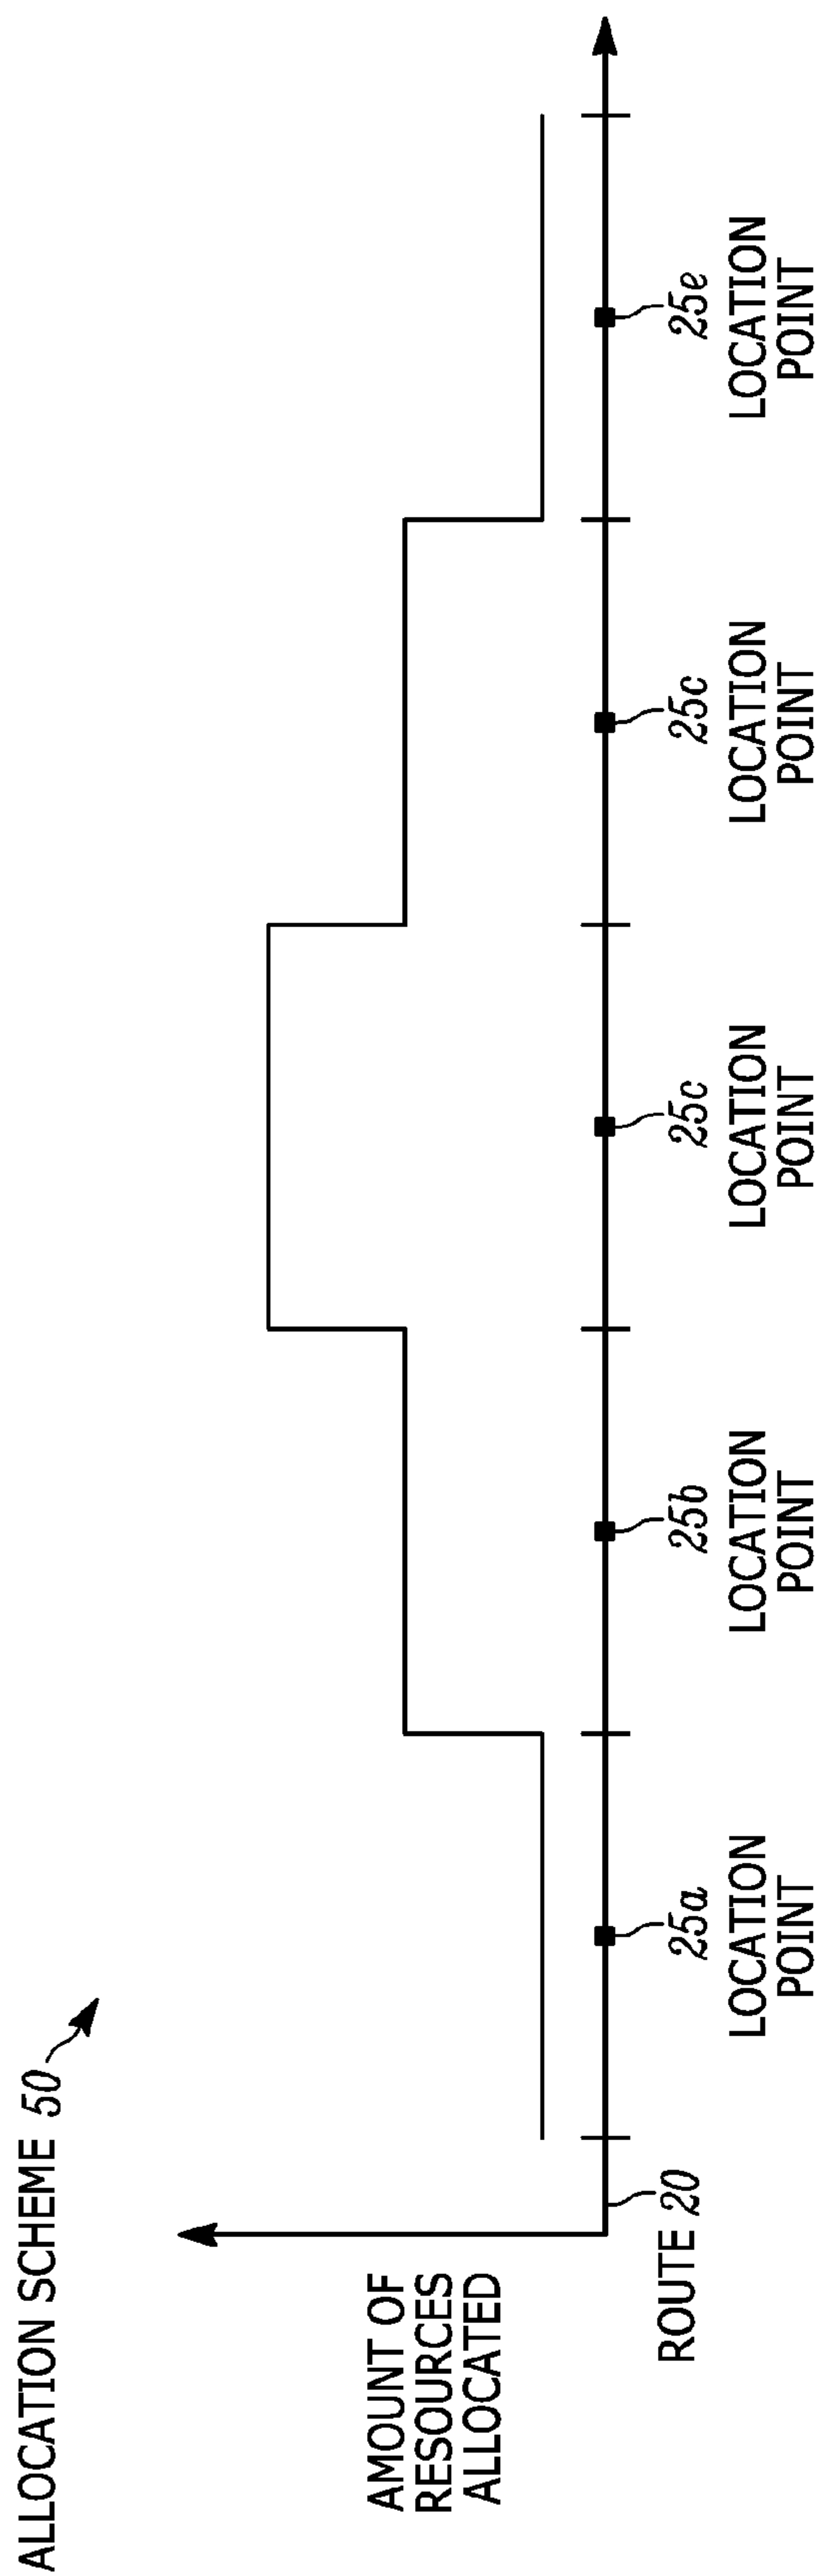 ALLOCATION SCHEME 50
AMOUNT OF
RESOURCES
ALLOCATED
ROUTE 20
25a
LOCATION
POINT
25b
LOCATION
POINT
25c
LOCATION
POINT
25c
LOCATION
POINT
25e
LOCATION
POINT